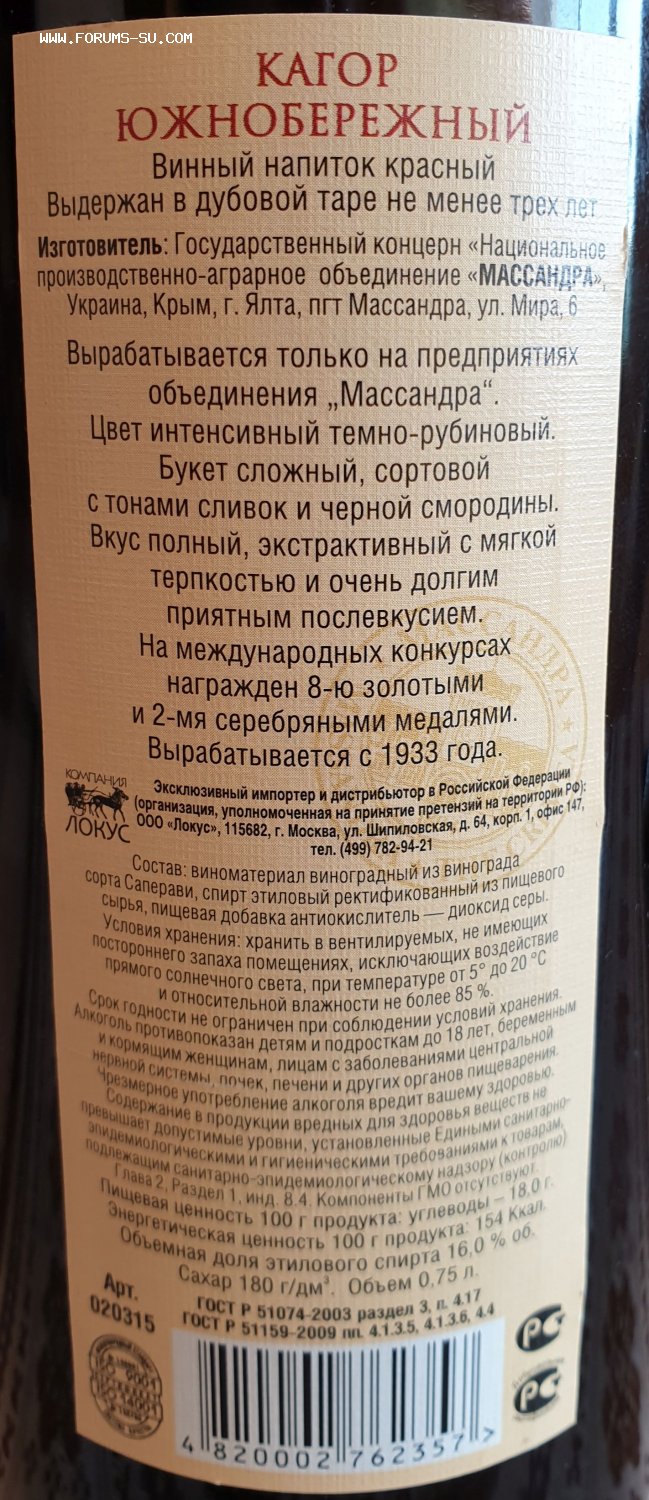 WWW.FORUMS-SU.COM
КАГОР
ЮЖНОБЕРЕЖНЫЙ
Винный напиток красный
Выдержан в дубовой таре не менее трех лет
Изготовитель: Государственный концерн «Национальное
производственно-аграрное объединение «МАССАНДРА»,
Украина, Крым, г. Ялта, пгт Массандра, ул. Мира, 6
Вырабатывается только на предприятиях
объединения „Массандра“.
Цвет интенсивный темно-рубиновый.
Букет сложный, сортовой
с тонами сливок и черной смородины.
Вкус полный, экстрактивный с мягкой
терпкостью и очень долгим
приятным послевкусием.
На международных конкурсах
награжден 8-ю золотыми
и 2-мя серебряными медалями.
Вырабатывается с 1933 года.
КОМПАНИЯ
ЛОКУС
Эксклюзивный импортер и дистрибьютор в Российской Федерации
(организация, уполномоченная на принятие претензий на территории РФ):
ООО «Локус», 115682, г. Москва, ул. Шипиловская, д. 64, корп. 1, офис 147,
тел. (499) 782-94-21
Состав: виноматериал виноградный из винограда
сорта Саперави, спирт этиловый ректификованный из пищевого
сырья, пищевая добавка антиокислитель — диоксид серы.
Условия хранения: хранить в вентилируемых, не имеющих
постороннего запаха помещениях, исключающих воздействие
прямого солнечного света, при температуре от 5° до 20 °С
и относительной влажности не более 85 %.
Срок годности не ограничен при соблюдении условий хранения.
Алкоголь противопоказан детям и подросткам до 18 лет, беременным
и кормящим женщинам, лицам с заболеваниями центральной
нервной системы, почек, печени и других органов пищеварения.
Чрезмерное употребление алкоголя вредит вашему здоровью.
Содержание в продукции вредных для здоровья веществ не
превышает допустимые уровни, установленные Едиными санитарно-
эпидемиологическими и гигиеническими требованиями к товарам,
подлежащим санитарно-эпидемиологическому надзору (контролю)
Глава 2, Раздел 1, инд. 8.4. Компоненты ГМО отсутствуют.
Пищевая ценность 100 г продукта: углеводы – 18,0 г.
Энергетическая ценность 100 г продукта: 154 Ккал.
Объемная доля этилового спирта 16,0 % об.
Сахар 180 г/дм³. Объем 0,75 л.
Арт.
020315
ГОСТ Р 51074-2003 раздел 3, п. 4.17
ГОСТ Р 51159-2009 пп. 4.1.3.5, 4.1.3.6, 4.4
4 820002 762357 >